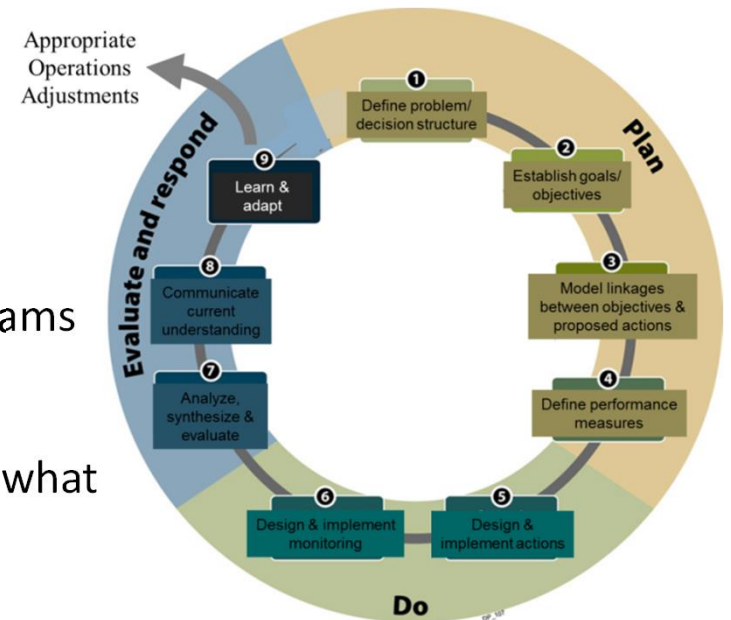 Appropriate
Operations
Adjustments
1
Define problem/
decision structure
2
Establish goals/
objectives
3
Model linkages
between objectives &
proposed actions
4
Define performance
measures
5
Design &
implement actions
6
Design & implement
monitoring
7
Analyze,
synthesize &
evaluate
8
Communicate
current
understanding
9
Learn &
adapt
Plan
Do
Evaluate and respond
ams
what